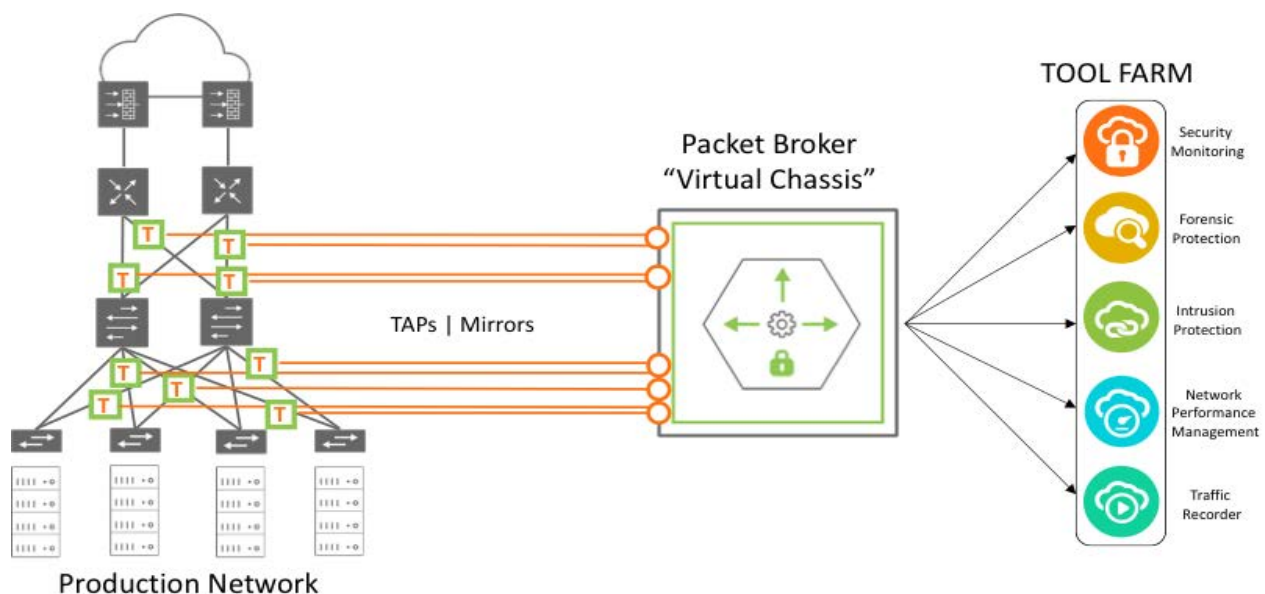 TOOL FARM
Packet Broker
“Virtual Chassis”
Security
Monitoring
T
T
Forensic
Protection
T
T
TAPs | Mirrors
Intrusion
Protection
T
T
T
T
T
Network
Performance
Management
Traffic
Recorder
Production Network